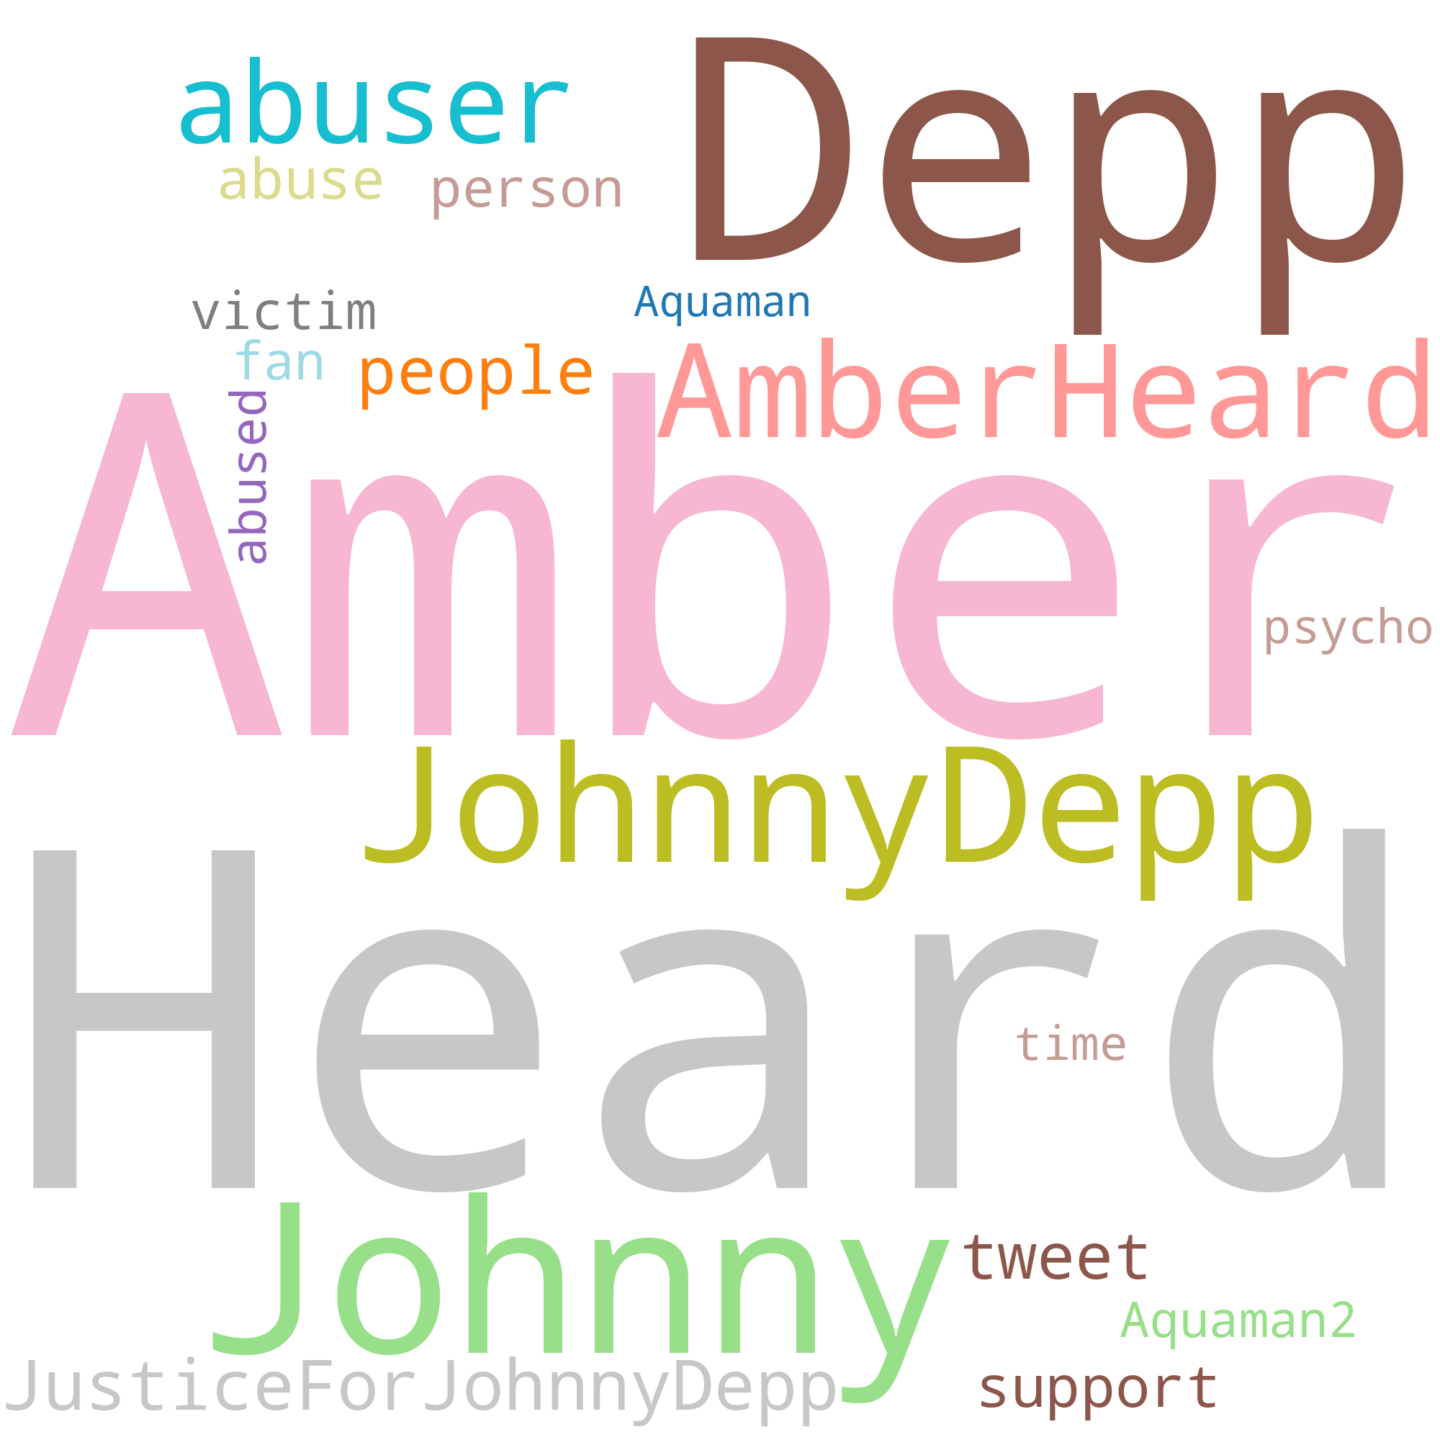 Depp
abuser
abuse
person
victim
Aquaman
fan
people
AmberHeard
abused
Amber
psycho
JohnnyDepp
Heard
time
Johnny
tweet
Aquaman2
JusticeForJohnnyDepp
support